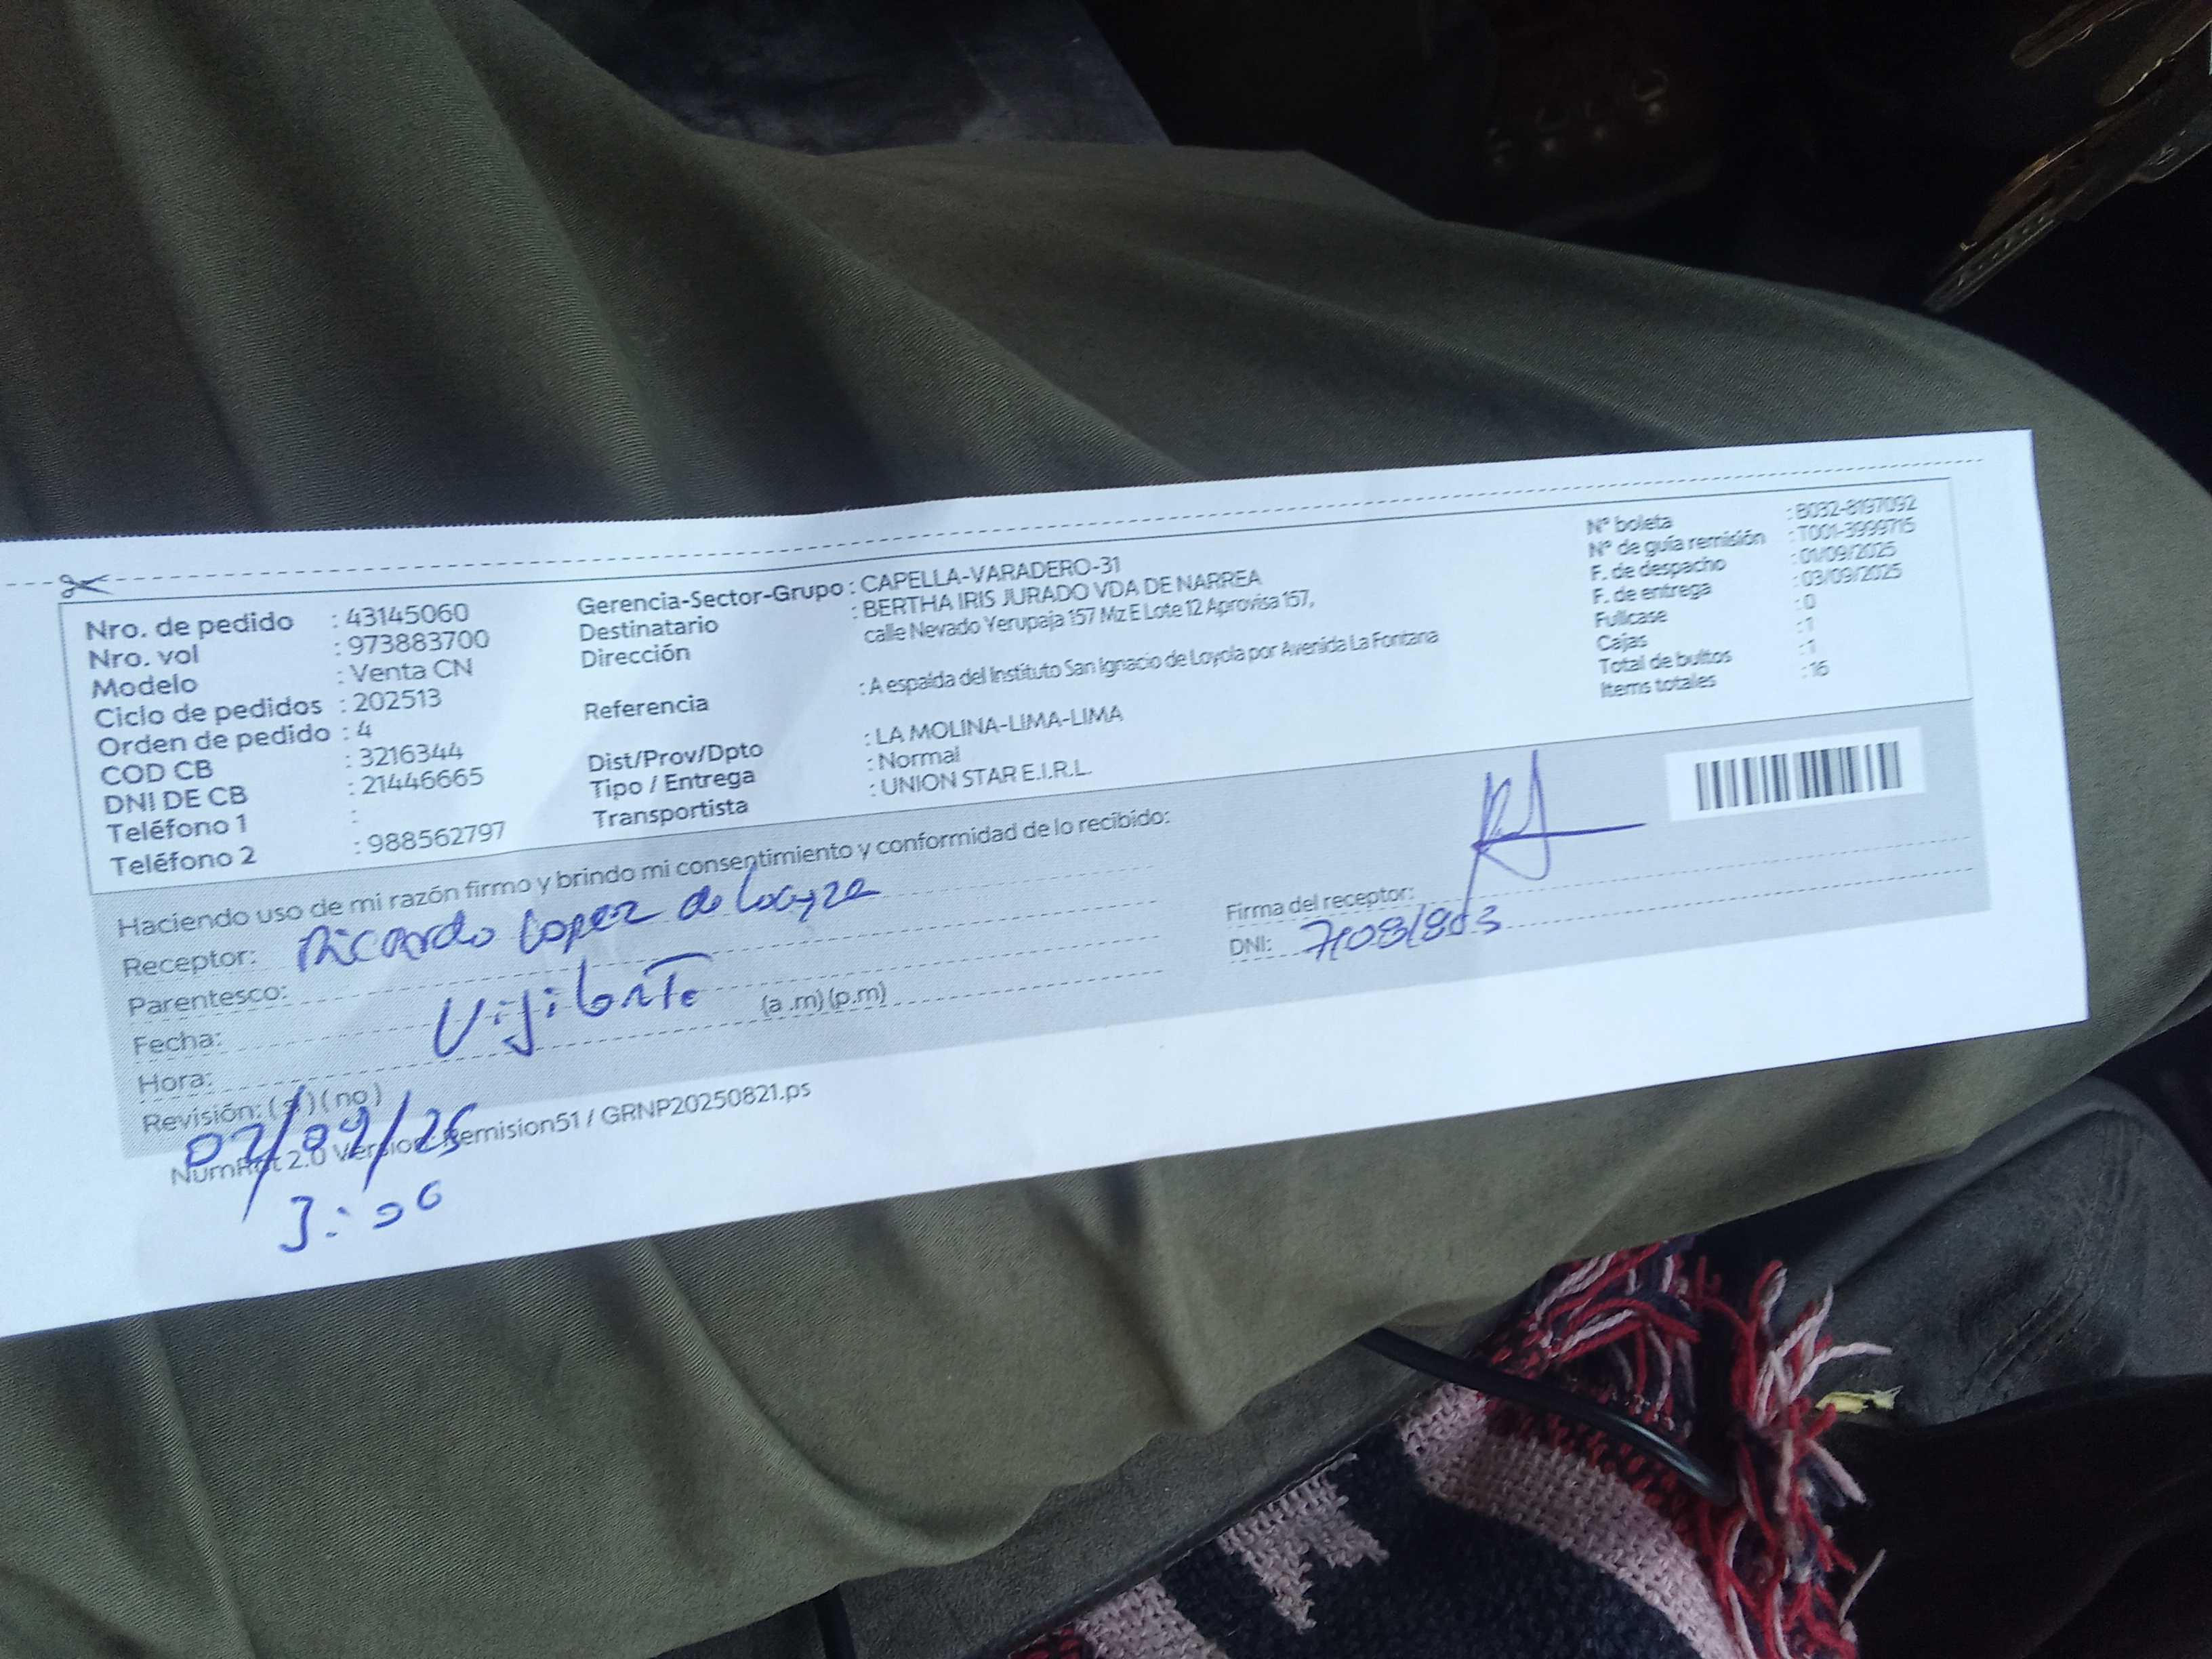 Nro. de pedido : 43145060
Nro. vol : 973883700
Modelo : Venta CN
Ciclo de pedidos : 202513
Orden de pedido : 4
COD CB : 3216344
DNI DE CB : 21446665
Teléfono 1 :
Teléfono 2 : 988562797
Gerencia-Sector-Grupo : CAPELLA-VARADERO-31
Destinatario : BERTHA IRIS JURADO VDA DE NARREA
Dirección calle Nevado Yerupaja 157 Mz E Lote 12 Aprovisa 157,
Referencia : A espalda del Instituto San Ignacio de Loyola por Avenida La Fontana
Dist/Prov/Dpto : LA MOLINA-LIMA-LIMA
Tipo / Entrega : Normal
Transportista : UNION STAR E.I.R.L.
N° boleta : B032-8197092
N° de guía remisión : T001-3999715
F. de despacho : 01/09/2025
F. de entrega : 03/09/2025
Fullcase : 0
Cajas : 1
Total de bultos : 1
Items totales : 16
Haciendo uso de mi razón firmo y brindo mi consentimiento y conformidad de lo recibido:
Receptor: Ricardo Lopez de
Parentesco: Vigilante
Fecha:
Hora: (a .m) (p.m)
Revisión: ( ) ( no )
Firma del receptor:
DNI:
2.0 Remision51 / GRNP20250821.ps